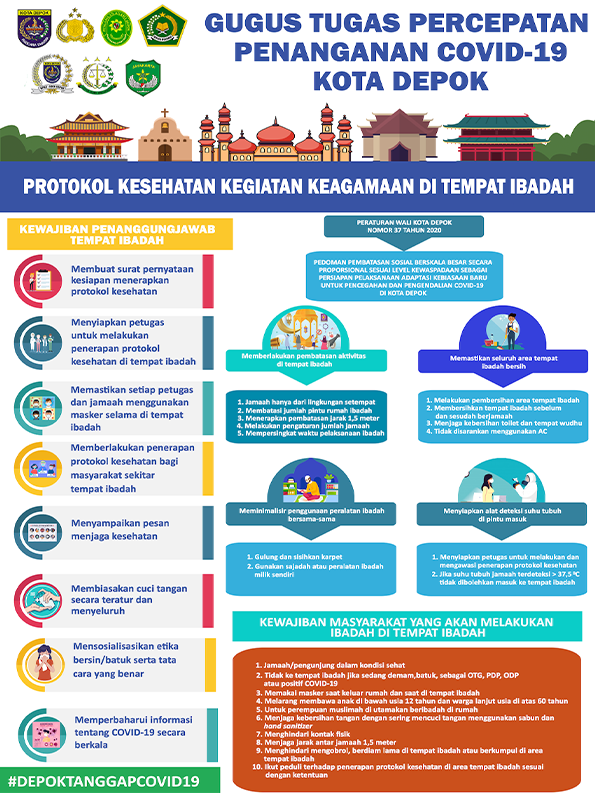 KOTA DEPOK
GUGUS TUGAS PERCEPATAN
PENANGANAN COVID-19
KOTA DEPOK
PROTOKOL KESEHATAN KEGIATAN KEAGAMAAN DI TEMPAT IBADAH
KEWAJIBAN PENANGGUNGJAWAB
TEMPAT IBADAH
Membuat surat pernyataan
kesiapan menerapkan
protokol kesehatan
Menyiapkan petugas
untuk melakukan
penerapan protokol
kesehatan di tempat ibadah
Memastikan setiap petugas
dan jamaah menggunakan
masker selama di tempat
ibadah
Memberlakukan penerapan
protokol kesehatan bagi
masyarakat sekitar
tempat ibadah
Menyampaikan pesan
menjaga kesehatan
Membiasakan cuci tangan
secara teratur dan
menyeluruh
Mensosialisasikan etika
bersin/batuk serta tata
cara yang benar
Memperbaharui informasi
tentang COVID-19 secara
berkala
#DEPOKTANGGAPCOVID19
PERATURAN WALI KOTA DEPOK
NOMOR 37 TAHUN 2020
PEDOMAN PEMBATASAN SOSIAL BERSKALA BESAR SECARA
PROPORSIONAL SESUAI LEVEL KEWASPADAAN SEBAGAI
PERSIAPAN PELAKSANAAN ADAPTASI KEBIASAAN BARU
UNTUK PENCEGAHAN DAN PENGENDALIAN COVID-19
DI KOTA DEPOK
Memberlakukan pembatasan aktivitas
di tempat ibadah
1. Jamaah hanya dari lingkungan setempat
2. Membatasi jumlah pintu rumah ibadah
3. Menerapkan pembatasan jarak 1,5 meter
4. Melakukan pengaturan jumlah jamaah
5. Mempersingkat waktu pelaksanaan ibadah
Memastikan seluruh area tempat
ibadah bersih
1. Melakukan pembersihan area tempat ibadah
2. Membersihkan tempat ibadah sebelum
dan sesudah berjamaah
3. Menjaga kebersihan toilet dan tempat wudhu
4. Tidak disarankan menggunakan AC
Meminimalisir penggunaan peralatan ibadah
bersama-sama
1. Gulung dan sisihkan karpet
2. Gunakan sajadah atau peralatan ibadah
milik sendiri
Menyiapkan alat deteksi suhu tubuh
di pintu masuk
1. Menyiapkan petugas untuk melakukan dan
mengawasi penerapan protokol kesehatan
2. Jika suhu tubuh jamaah terdeteksi > 37,5 °C
tidak dibolehkan masuk ke tempat ibadah
KEWAJIBAN MASYARAKAT YANG AKAN MELAKUKAN
IBADAH DI TEMPAT IBADAH
1. Jamaah/pengunjung dalam kondisi sehat
2. Tidak ke tempat ibadah jika sedang demam,batuk, sebagai OTG, PDP, ODP
atau positif COVID-19
3. Memakai masker saat keluar rumah dan saat di tempat ibadah
4. Melarang membawa anak di bawah usia 12 tahun dan warga lanjut usia di atas 60 tahun
5. Untuk perempuan muslimah di utamakan beribadah di rumah
6. Menjaga kebersihan tangan dengan sering mencuci tangan menggunakan sabun dan
hand sanitizer
7. Menghindari kontak fisik
8. Menjaga jarak antar jamaah 1,5 meter
9. Menghindari mengobrol, berdiam lama di tempat ibadah atau berkumpul di area
tempat ibadah
10. Ikut peduli terhadap penerapan protokol kesehatan di area tempat ibadah sesuai
dengan ketentuan